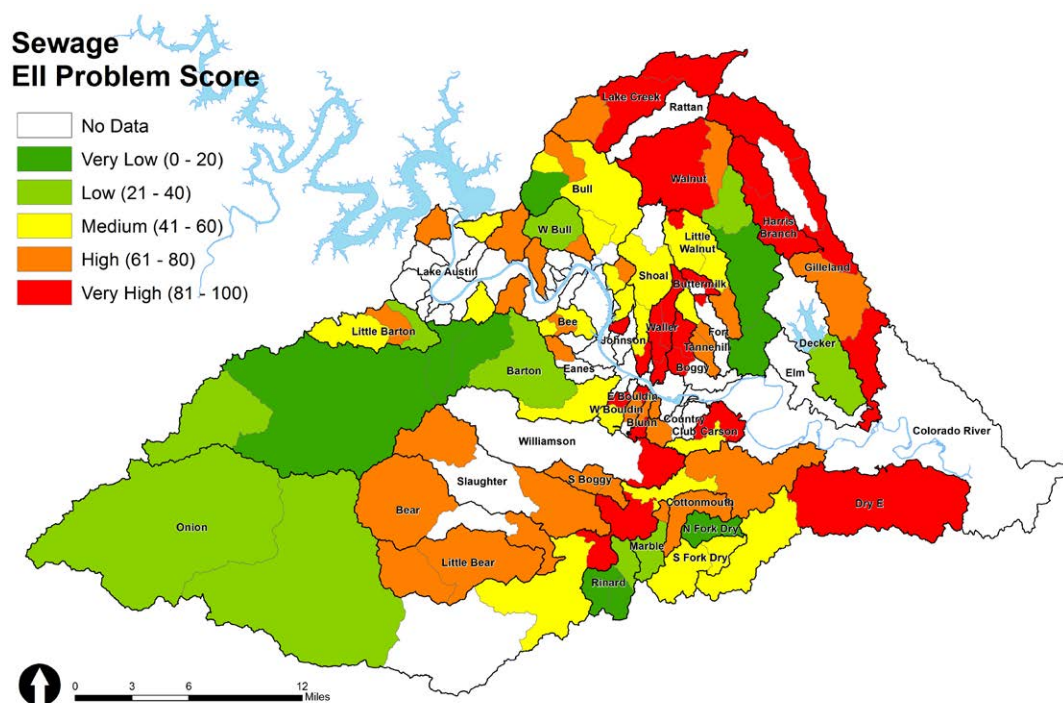 Sewage
EII Problem Score
No Data
Very Low (0 - 20)
Low (21 - 40)
Medium (41 - 60)
High (61 - 80)
Very High (81 - 100)
Lake Creek
Rattan
Walnut
Bull
W Bull
Little
Walnut
Harris
Branch
Lake Austin
Shoal
Gilleland
Buttermilk
Little Barton
Bee
Johnson
Waller
Fort
Tannehill
Decker
Boggy
Barton
Eanes
Elm
E Bouldin
W Bouldin
Blunn
Country
Club
Carson
Colorado River
Williamson
Slaughter
S Boggy
Cottonmouth
Dry E
Bear
Onion
N Fork Dry
Marble
S Fork Dry
Little Bear
Rinard
0 3 6 12
Miles